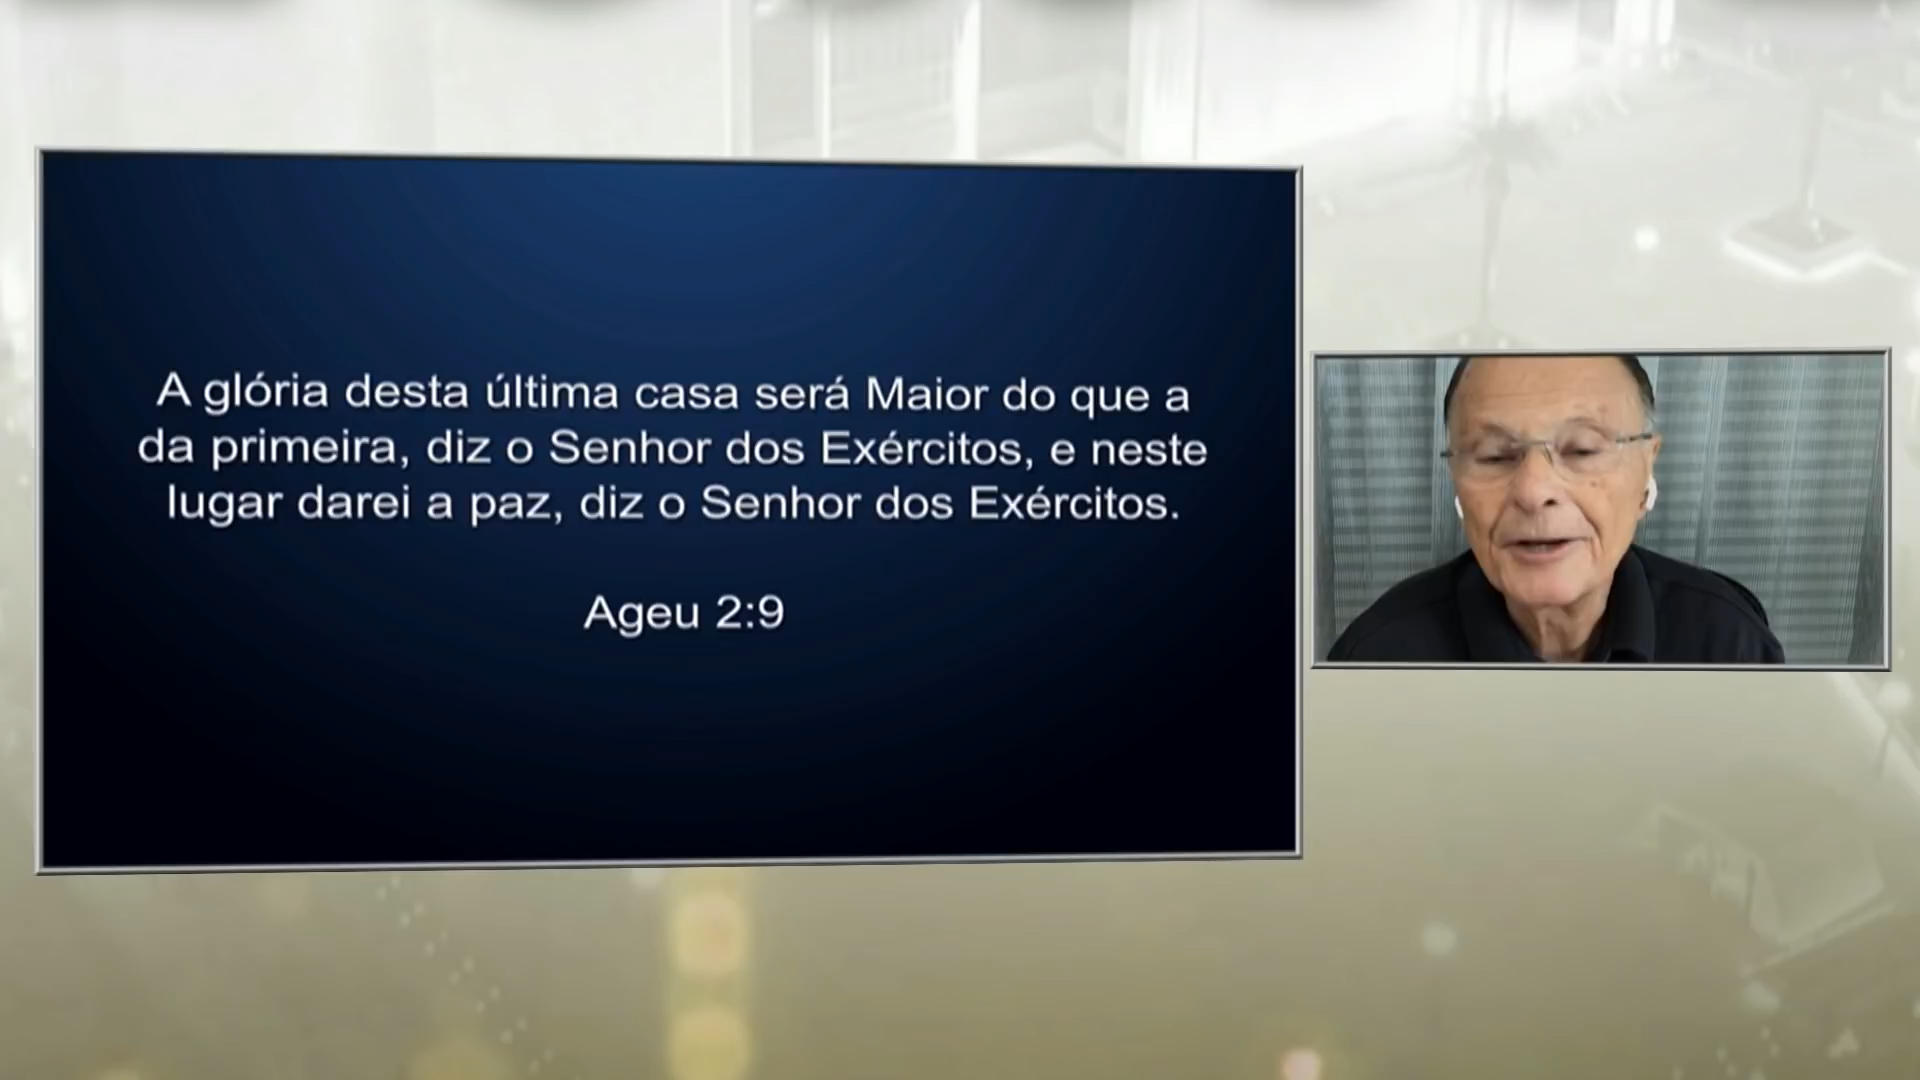 A glória desta última casa será Maior do que a
da primeira, diz o Senhor dos Exércitos, e neste
lugar darei a paz, diz o Senhor dos Exércitos.
Ageu 2:9